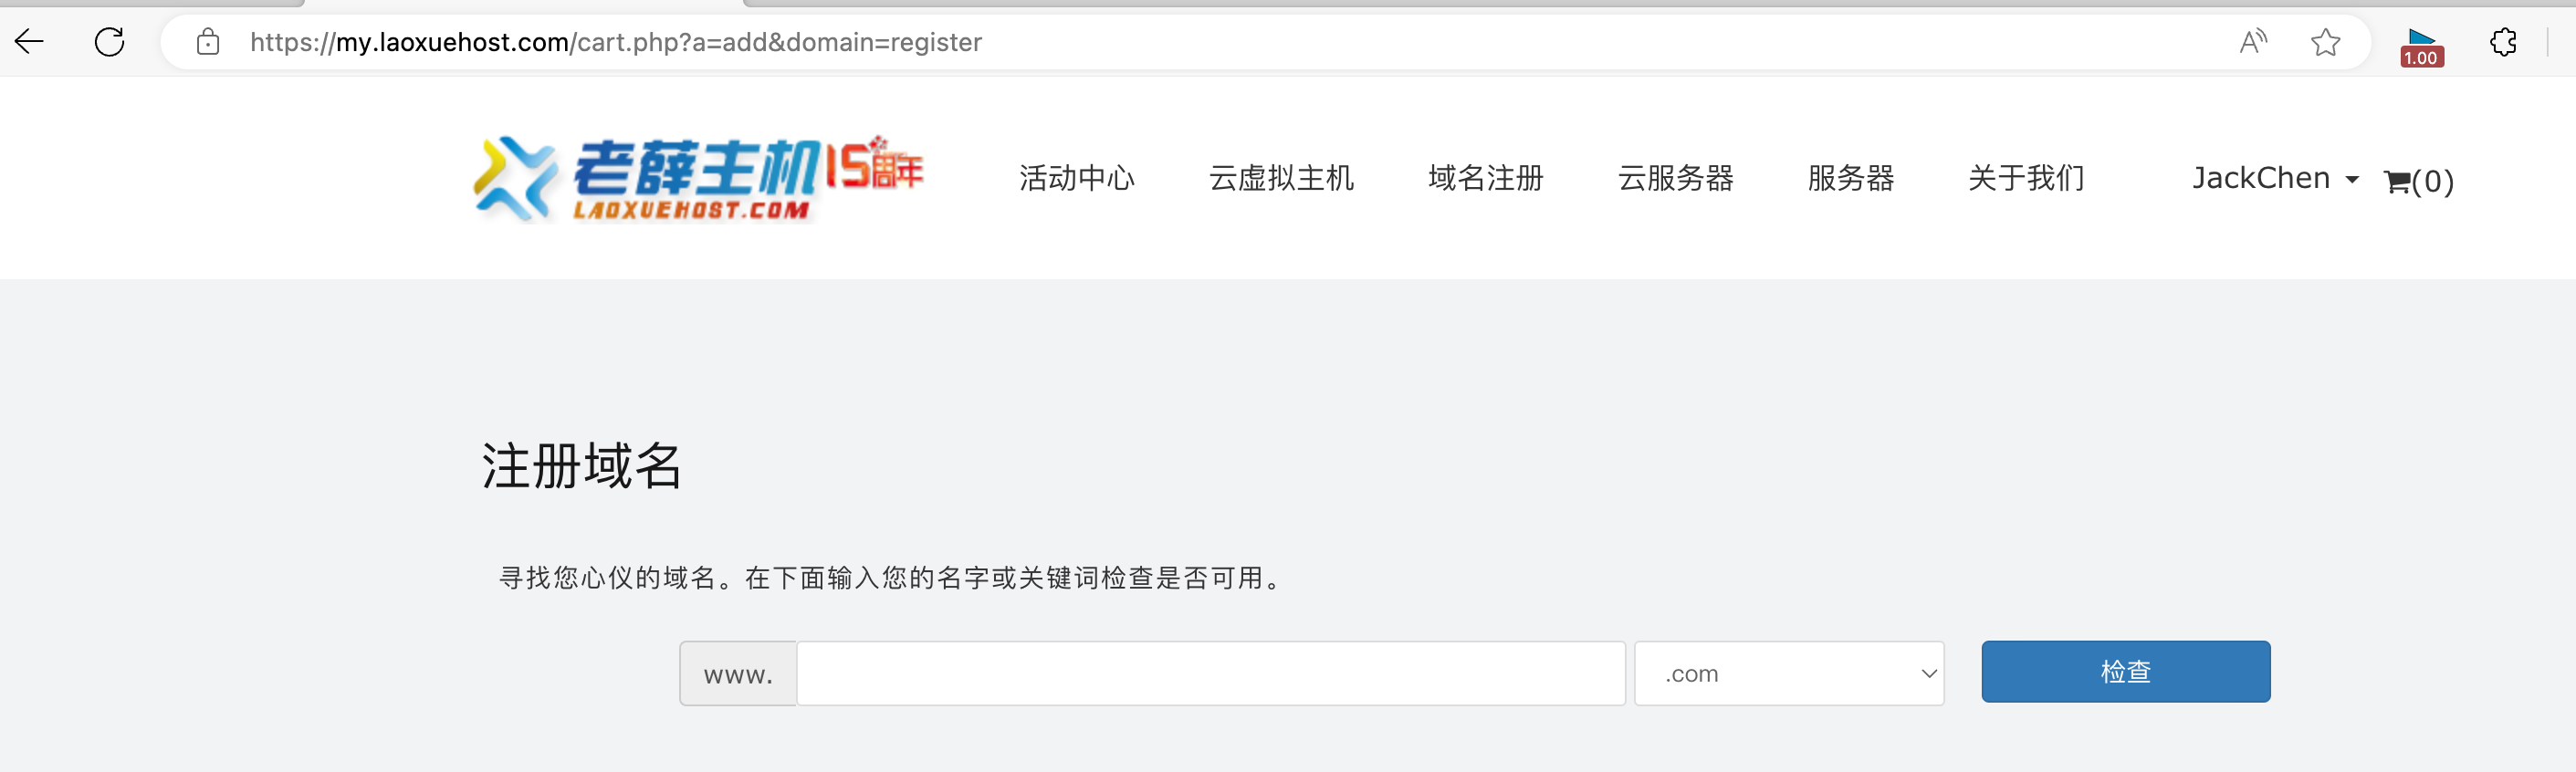 https://my.laoxuehost.com/cart.php?a=add&domain=register
1.00
老薛主机15周年
LAOXUEHOST.COM
活动中心 云虚拟主机 域名注册 云服务器 服务器 关于我们 JackChen (0)
注册域名
寻找您心仪的域名。在下面输入您的名字或关键词检查是否可用。
www. .com 检查